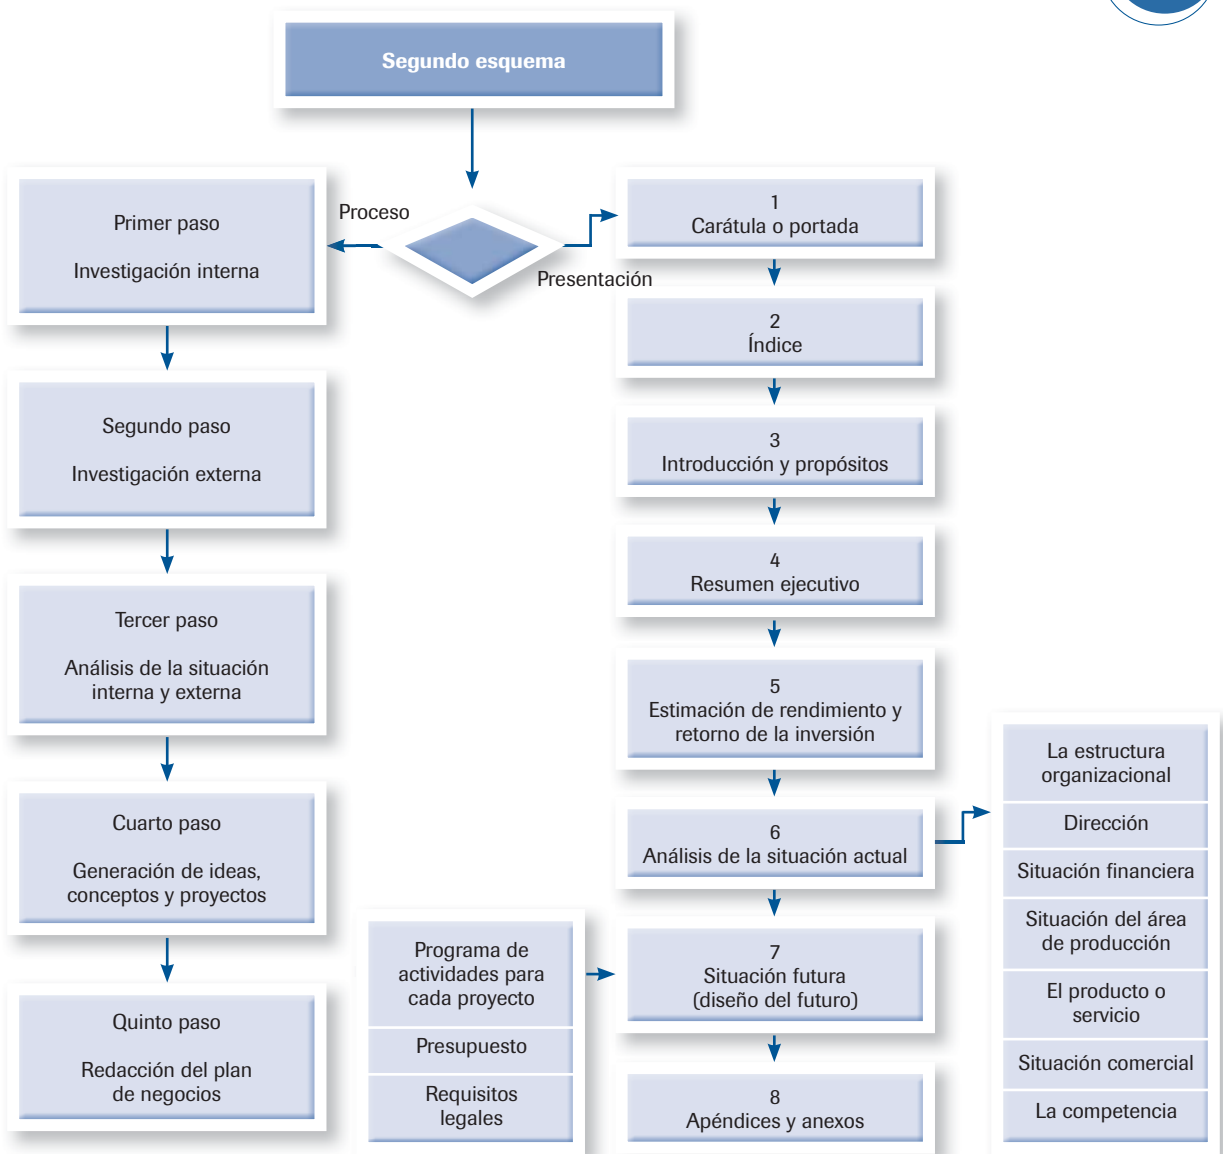 Segundo esquema
Proceso
Presentación
Primer paso
Investigación interna
Segundo paso
Investigación externa
Tercer paso
Análisis de la situación
interna y externa
Cuarto paso
Generación de ideas,
conceptos y proyectos
Quinto paso
Redacción del plan
de negocios
1
Carátula o portada
2
Índice
3
Introducción y propósitos
4
Resumen ejecutivo
5
Estimación de rendimiento y
retorno de la inversión
6
Análisis de la situación actual
7
Situación futura
(diseño del futuro)
8
Apéndices y anexos
Programa de
actividades para
cada proyecto
Presupuesto
Requisitos
legales
La estructura
organizacional
Dirección
Situación financiera
Situación del área
de producción
El producto o
servicio
Situación comercial
La competencia